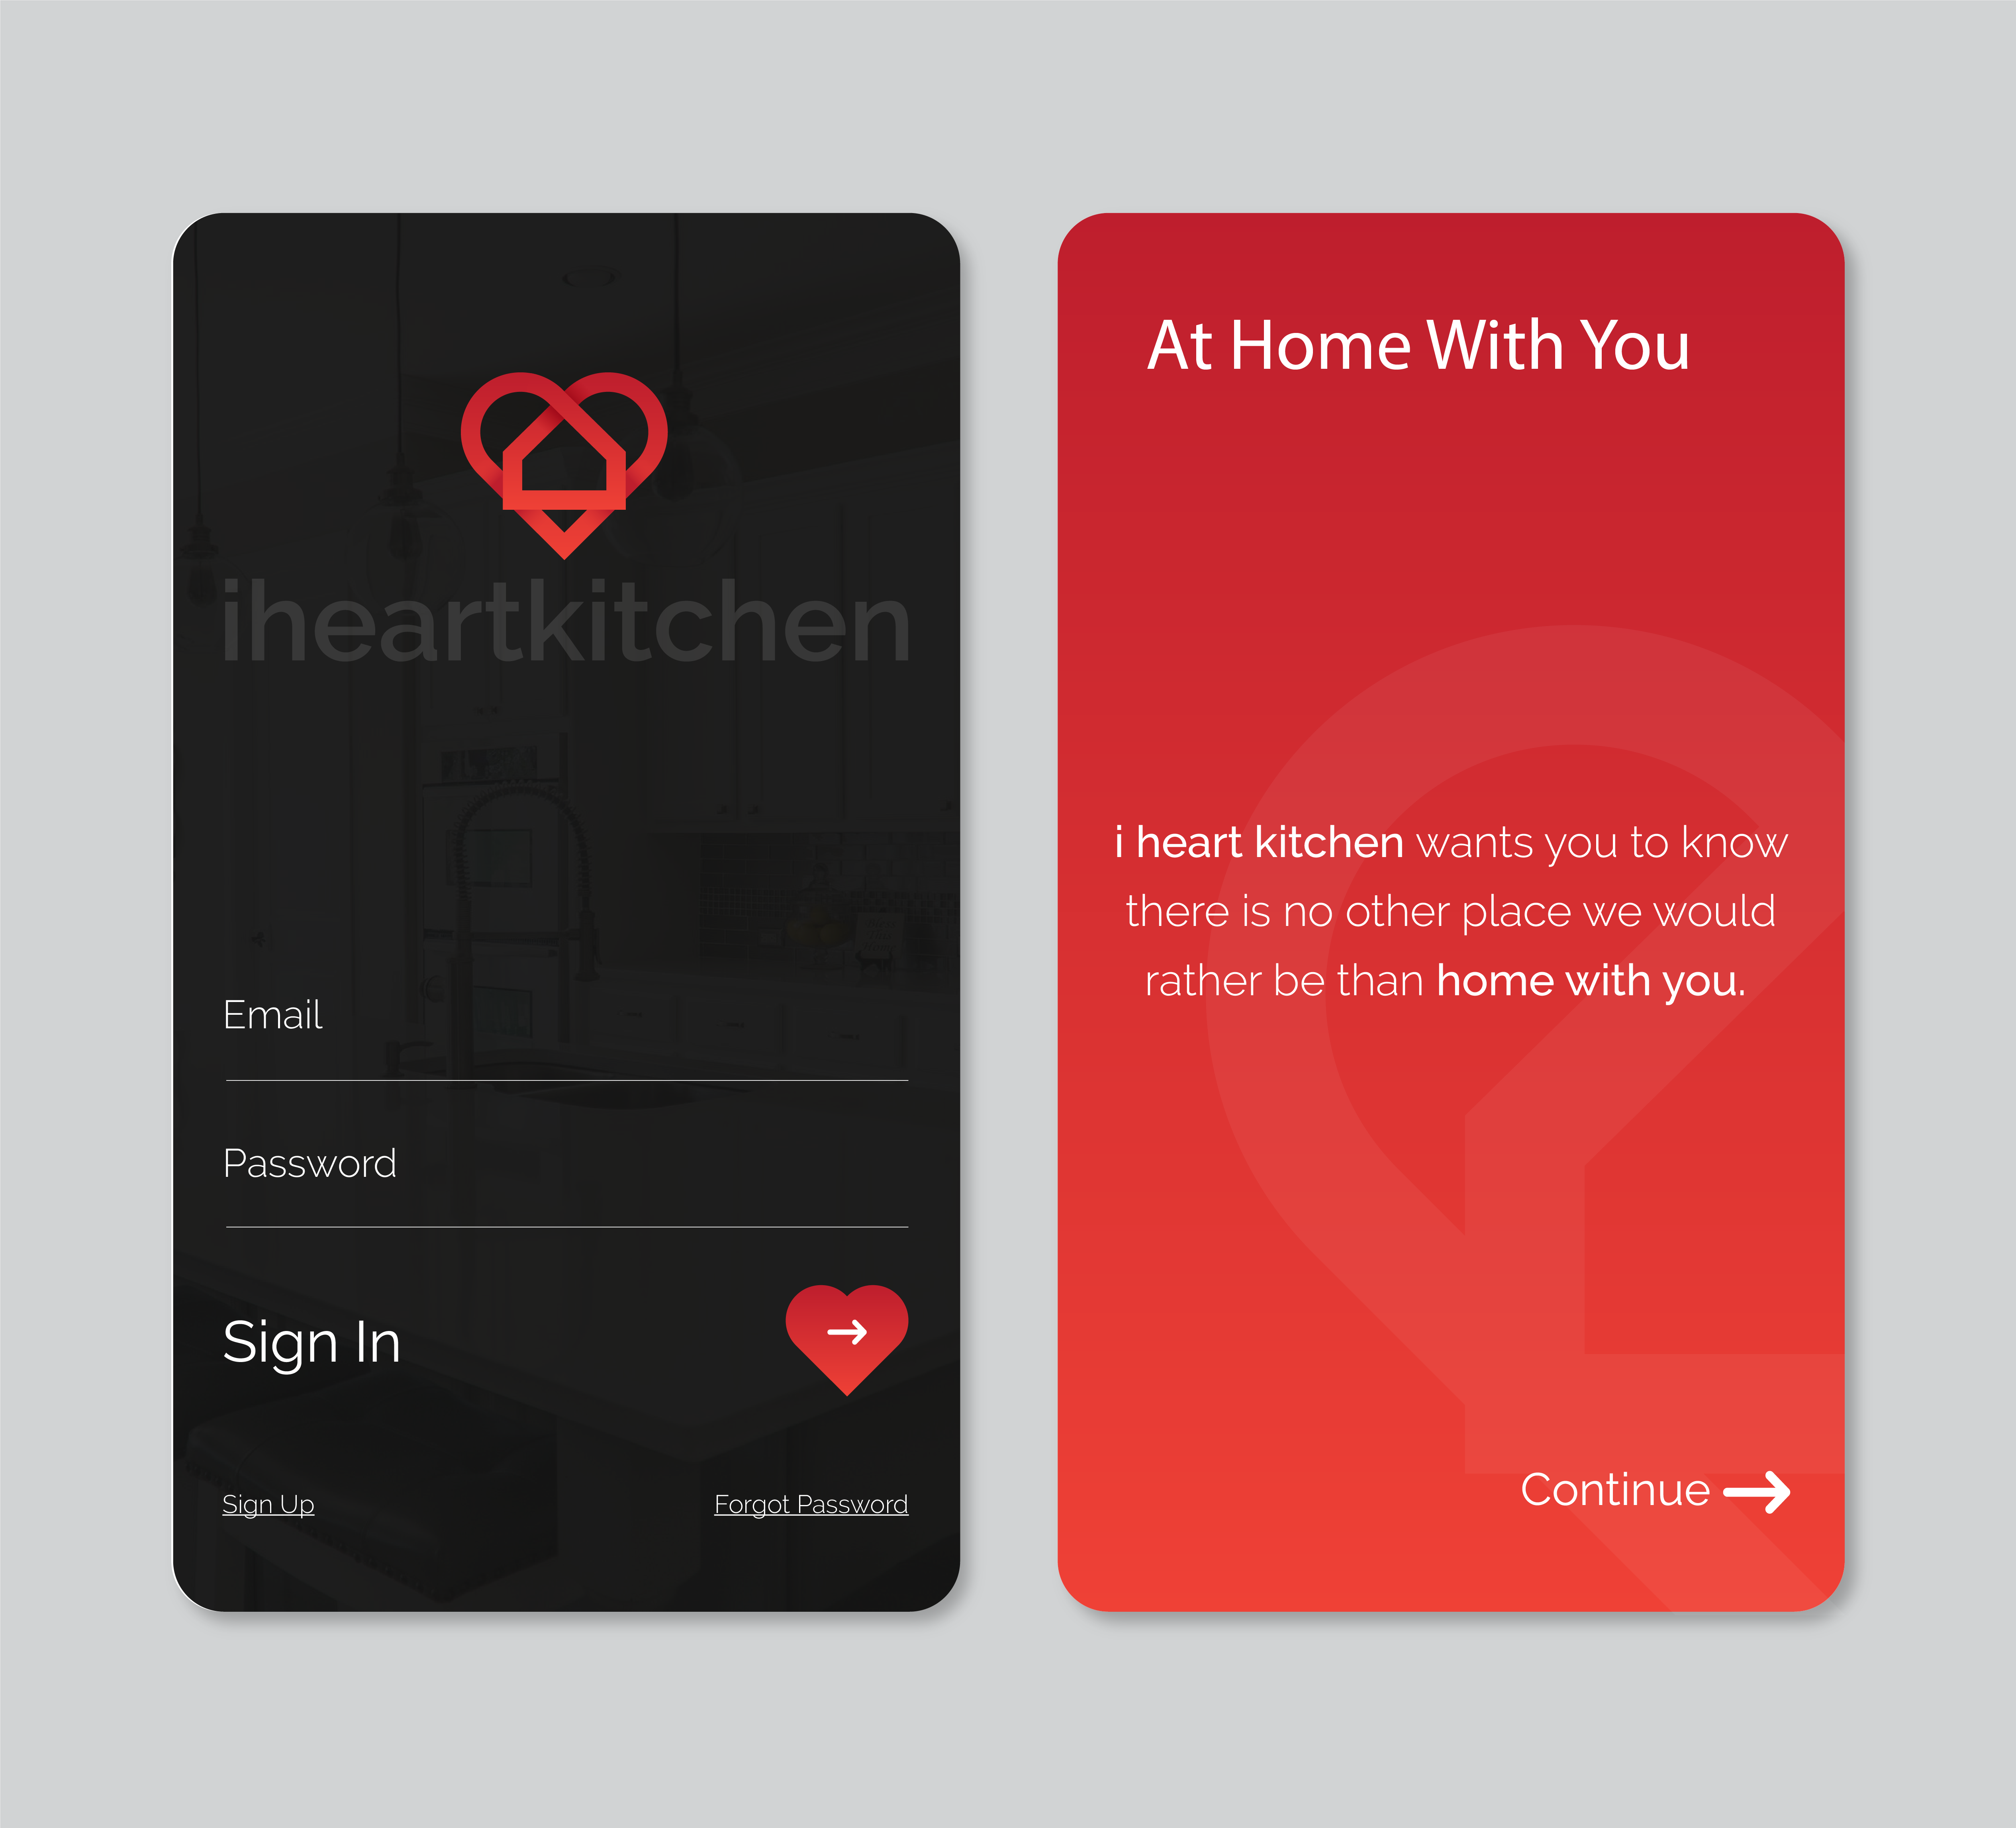 iheartkitchen
Email
Password
Sign In
Sign Up
Forgot Password
At Home With You
i heart kitchen wants you to know
there is no other place we would
rather be than home with you.
Continue